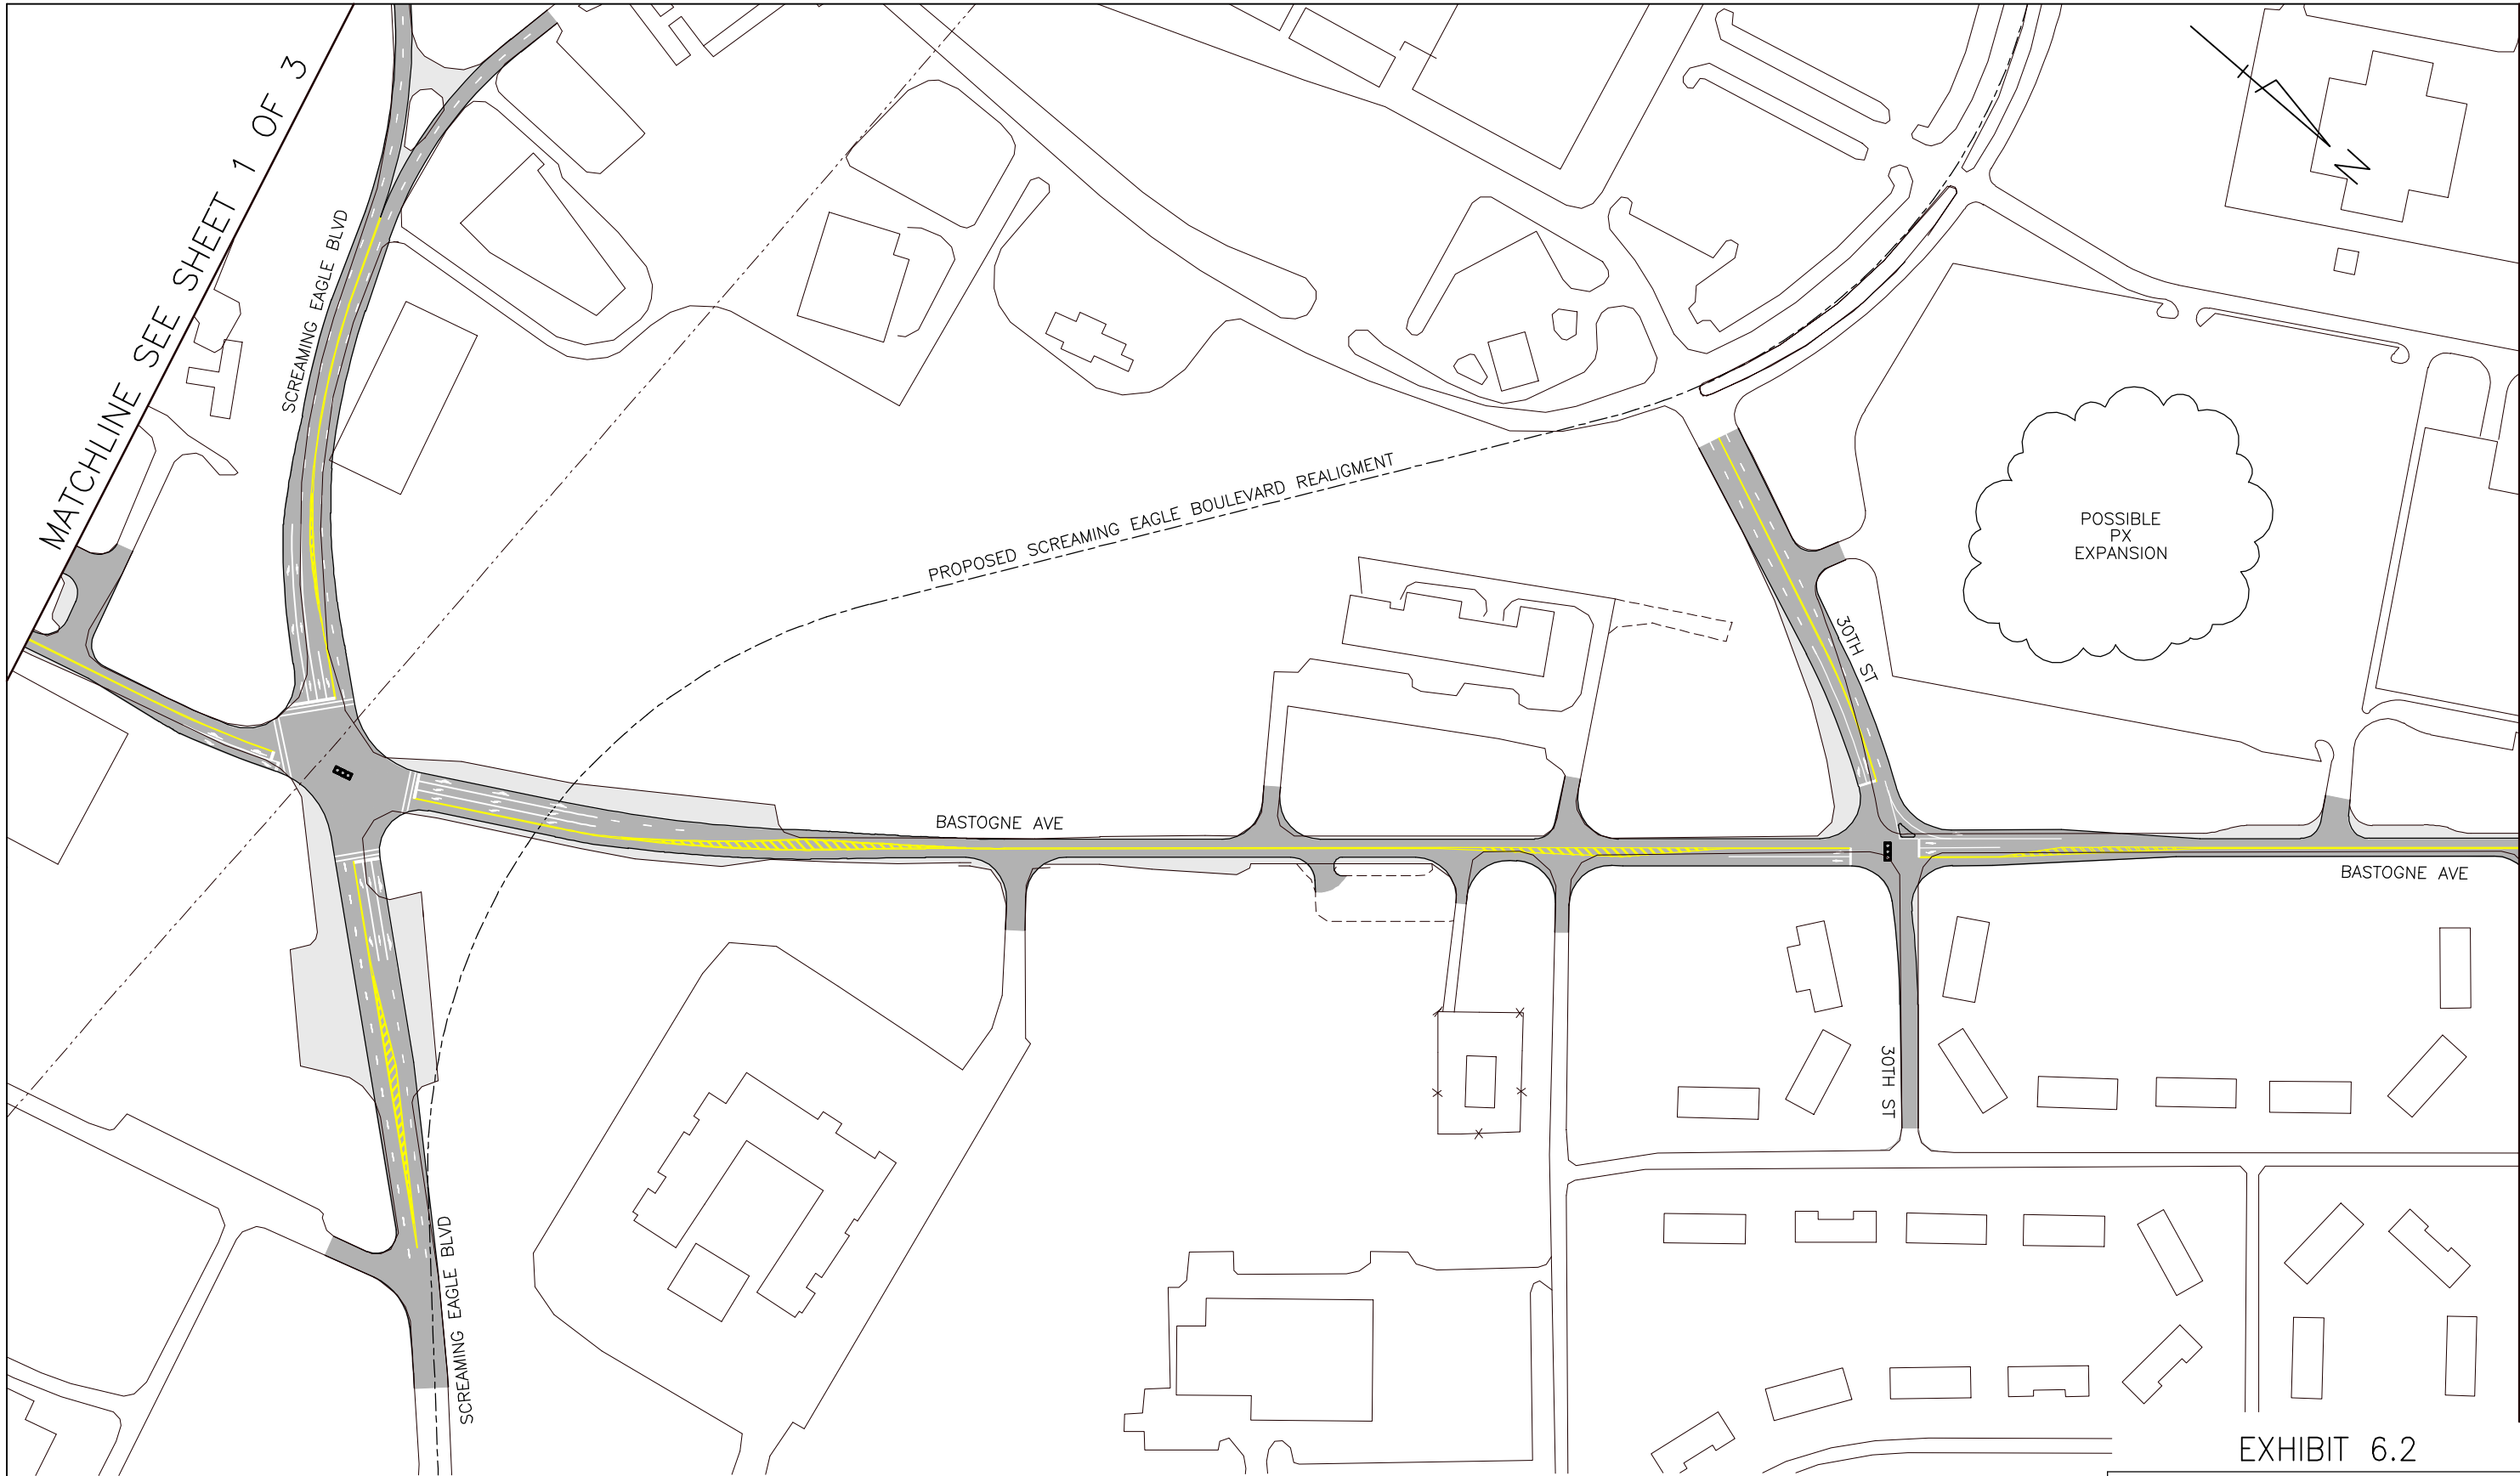 MATCHLINE SEE SHEET 1 OF 3
SCREAMING EAGLE BLVD
N
PROPOSED SCREAMING EAGLE BOULEVARD REALIGMENT
POSSIBLE
PX
EXPANSION
30TH ST
BASTOGNE AVE
BASTOGNE AVE
30TH ST
SCREAMING EAGLE BLVD
EXHIBIT 6.2